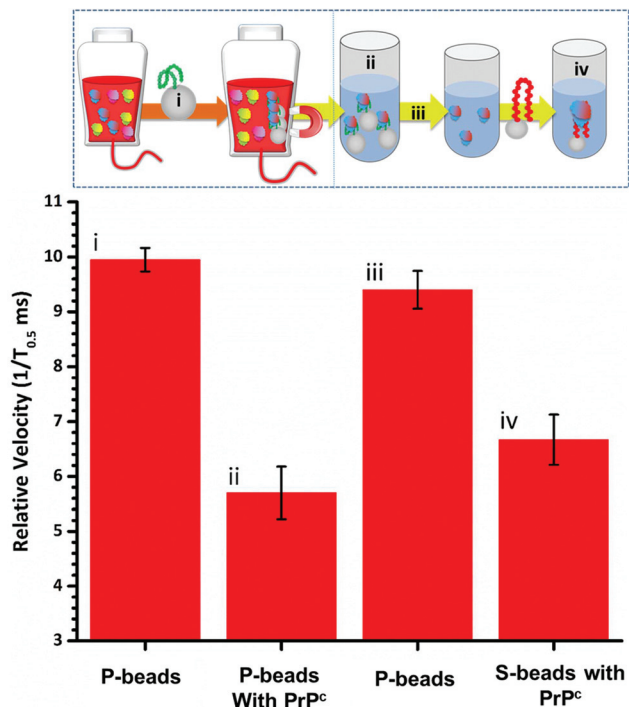 i
ii
iii
iv
11
10
9
8
7
6
5
4
3
Relative Velocity (1/T0.5 ms)
i
ii
iii
iv
P-beads
P-beads
With PrPc
P-beads
S-beads with
PrPc